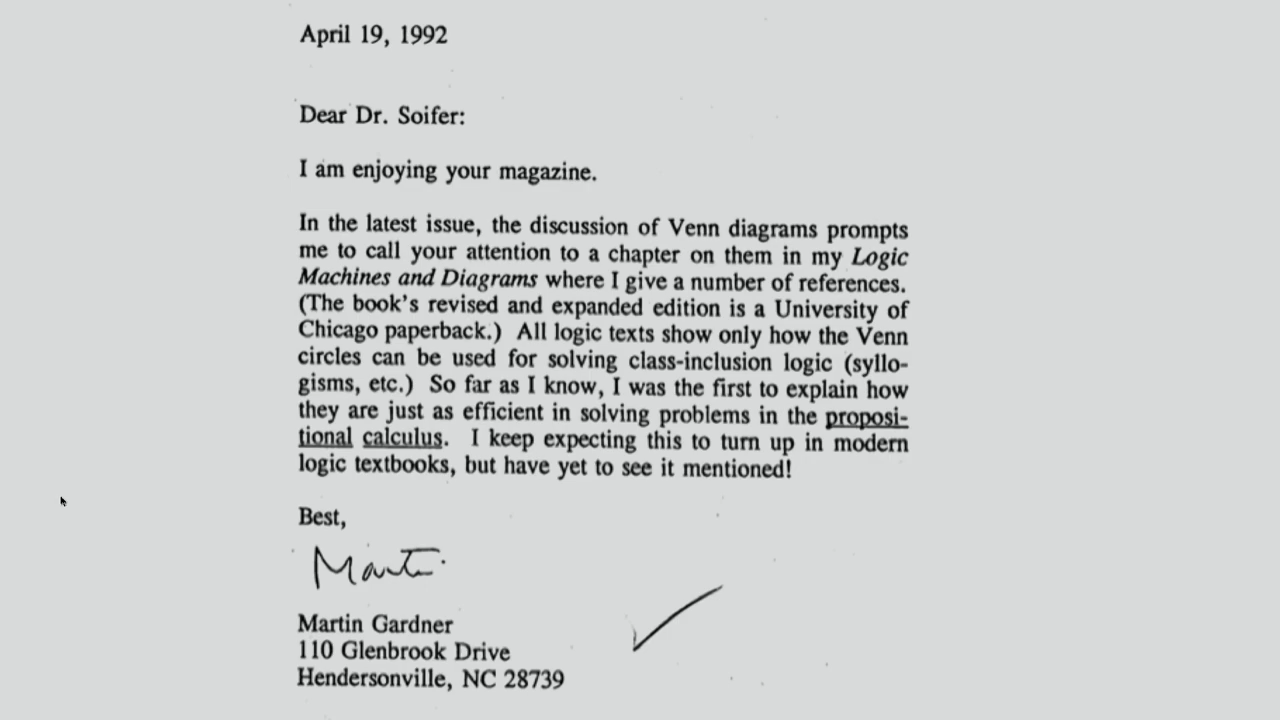 April 19, 1992
Dear Dr. Soifer:
I am enjoying your magazine.
In the latest issue, the discussion of Venn diagrams prompts
me to call your attention to a chapter on them in my Logic
Machines and Diagrams where I give a number of references.
(The book's revised and expanded edition is a University of
Chicago paperback.) All logic texts show only how the Venn
circles can be used for solving class-inclusion logic (syllo-
gisms, etc.) So far as I know, I was the first to explain how
they are just as efficient in solving problems in the proposi-
tional calculus. I keep expecting this to turn up in modern
logic textbooks, but have yet to see it mentioned!
Best,
Martin
Martin Gardner
110 Glenbrook Drive
Hendersonville, NC 28739